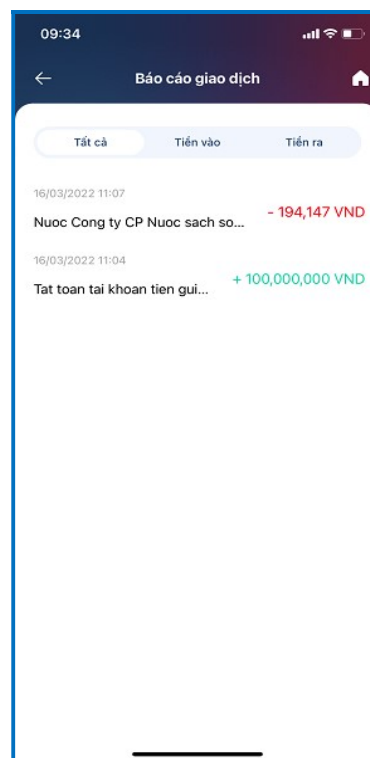 09:34
Báo cáo giao dịch
Tất cả Tiền vào Tiền ra
16/03/2022 11:07
Nuoc Cong ty CP Nuoc sach so... - 194,147 VND
16/03/2022 11:04
Tat toan tai khoan tien gui... + 100,000,000 VND